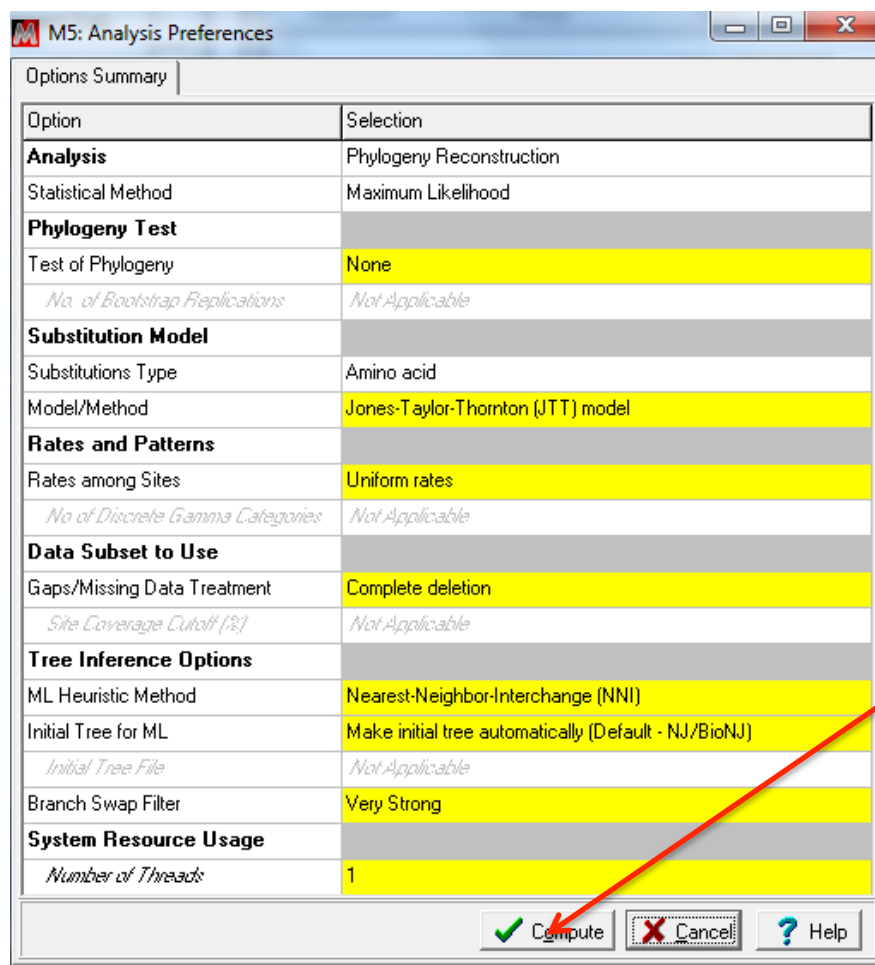 M5: Analysis Preferences
Options Summary
Option Selection
Analysis Phylogeny Reconstruction
Statistical Method Maximum Likelihood
Phylogeny Test
Test of Phylogeny None
No. of Bootstrap Replications Not Applicable
Substitution Model
Substitutions Type Amino acid
Model/Method Jones-Taylor-Thornton (JTT) model
Rates and Patterns
Rates among Sites Uniform rates
No of Discrete Gamma Categories Not Applicable
Data Subset to Use
Gaps/Missing Data Treatment Complete deletion
Site Coverage Cutoff (%) Not Applicable
Tree Inference Options
ML Heuristic Method Nearest-Neighbor-Interchange (NNI)
Initial Tree for ML Make initial tree automatically (Default - NJ/BioNJ)
Initial Tree File Not Applicable
Branch Swap Filter Very Strong
System Resource Usage
Number of Threads 1
Compute Cancel Help